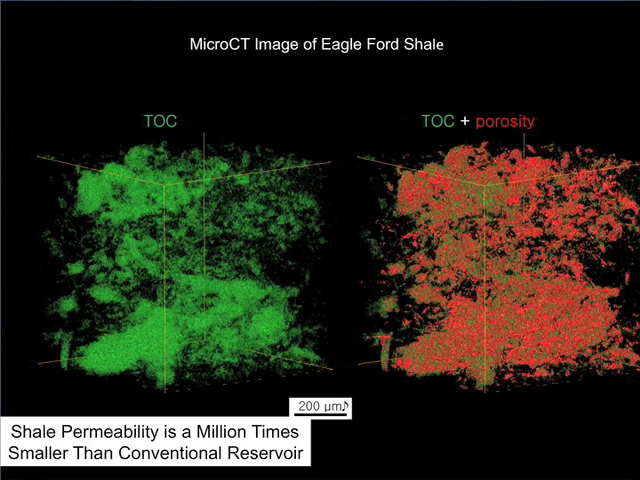 MicroCT Image of Eagle Ford Shale
TOC
TOC + porosity
200 µm
Shale Permeability is a Million Times
Smaller Than Conventional Reservoir